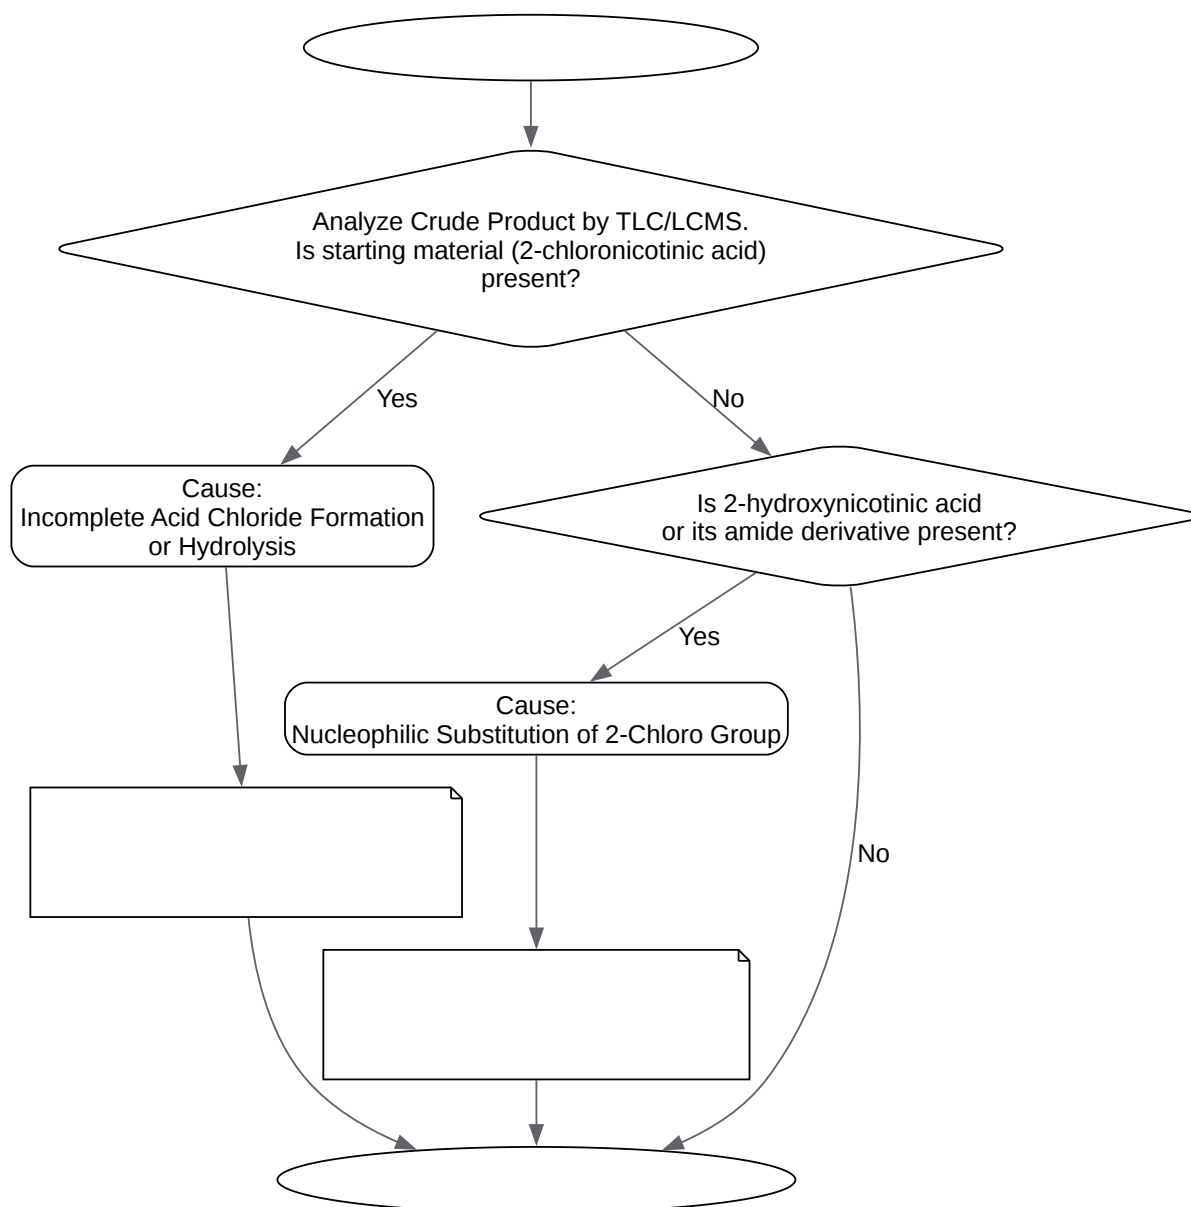 Analyze Crude Product by TLC/LCMS.
Is starting material (2-chloronicotinic acid)
present?
Yes
No
Cause:
Incomplete Acid Chloride Formation
or Hydrolysis
Is 2-hydroxynicotinic acid
or its amide derivative present?
Yes
Cause:
Nucleophilic Substitution of 2-Chloro Group
No